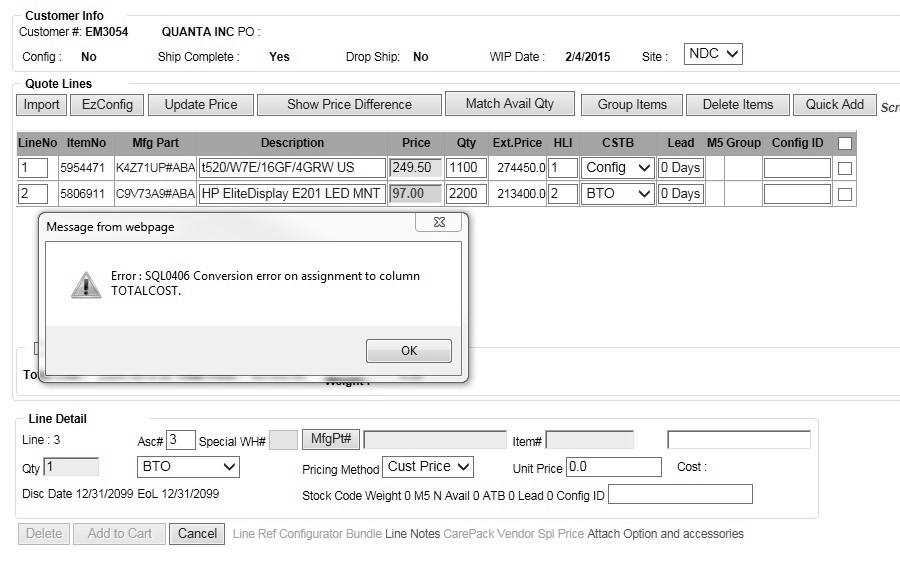 Customer Info
Customer #: EM3054 QUANTA INC PO :
Config : No Ship Complete : Yes Drop Ship: No WIP Date : 2/4/2015 Site : NDC
Quote Lines
Import EzConfig Update Price Show Price Difference Match Avail Qty Group Items Delete Items Quick Add Scr
LineNo ItemNo Mfg Part Description Price Qty Ext.Price HLI CSTB Lead M5 Group Config ID
1 5954471 K4Z71UP#ABA t520/W7E/16GF/4GRW US 249.50 1100 274450.0 1 Config 0 Days
2 5806911 C9V73A9#ABA HP EliteDisplay E201 LED MNT 97.00 2200 213400.0 2 BTO 0 Days
Message from webpage
Error : SQL0406 Conversion error on assignment to column
TOTALCOST.
OK
Line Detail
Line : 3 Asc# 3 Special WH# MfgPt# Item#
Qty 1 BTO Pricing Method Cust Price Unit Price 0.0 Cost :
Disc Date 12/31/2099 EoL 12/31/2099 Stock Code Weight 0 M5 N Avail 0 ATB 0 Lead 0 Config ID
Delete Add to Cart Cancel Line Ref Configurator Bundle Line Notes CarePack Vendor Spl Price Attach Option and accessories